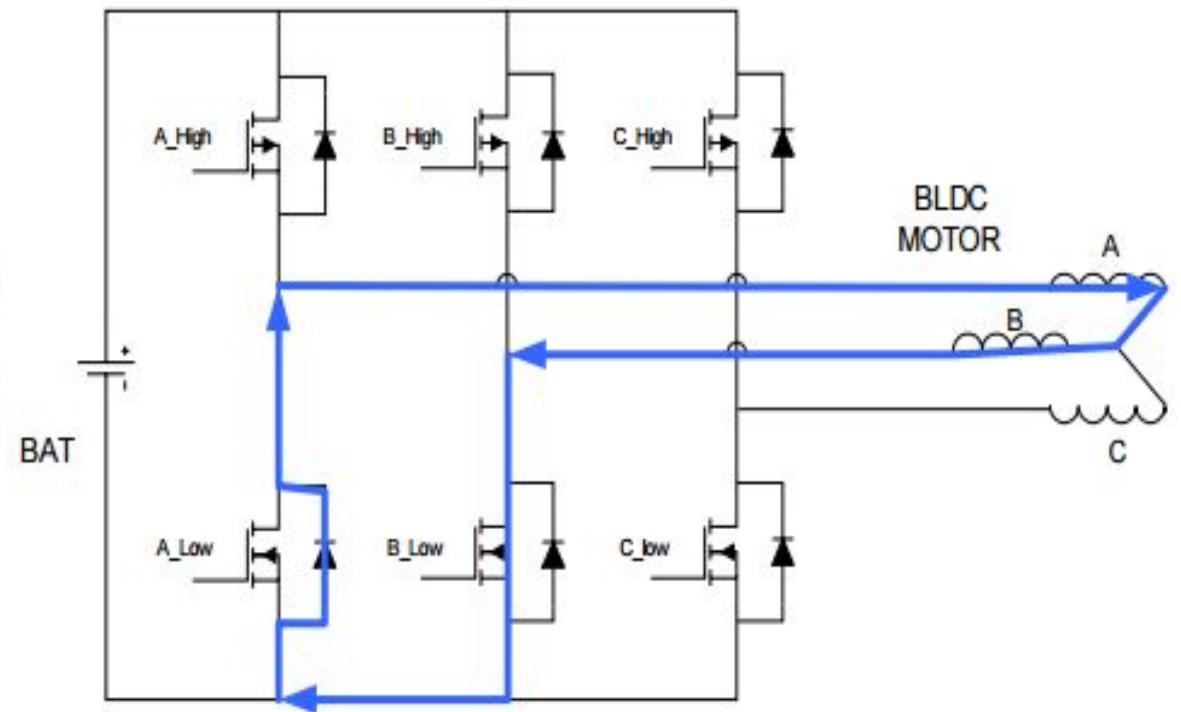 A_High
B_High
C_High
BLDC
MOTOR
A
B
+
-
BAT
C
A_Low
B_Low
C_low